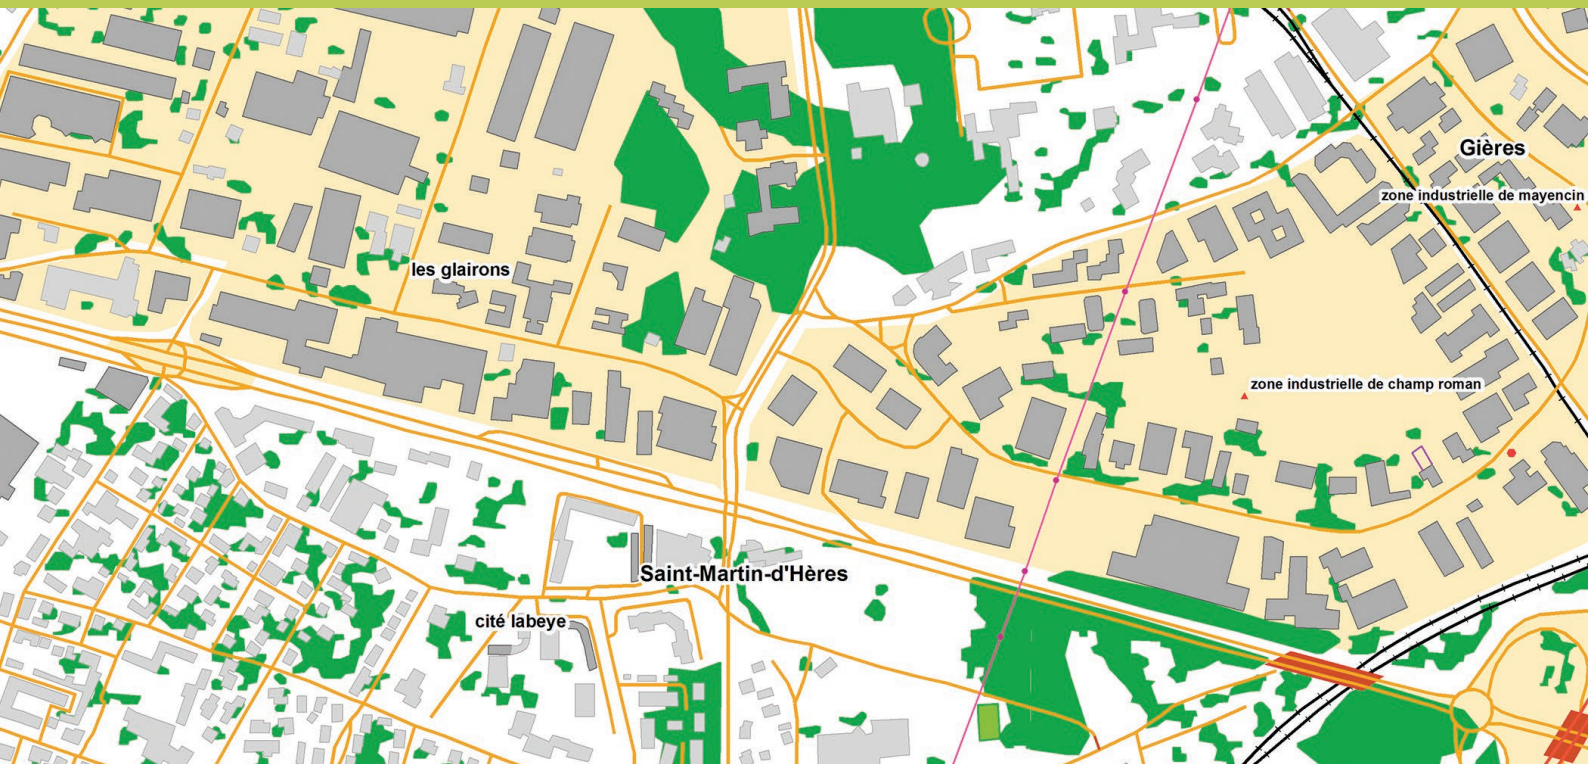 Gières
zone industrielle de mayencin
les glairons
zone industrielle de champ roman
Saint-Martin-d'Hères
cité labeye